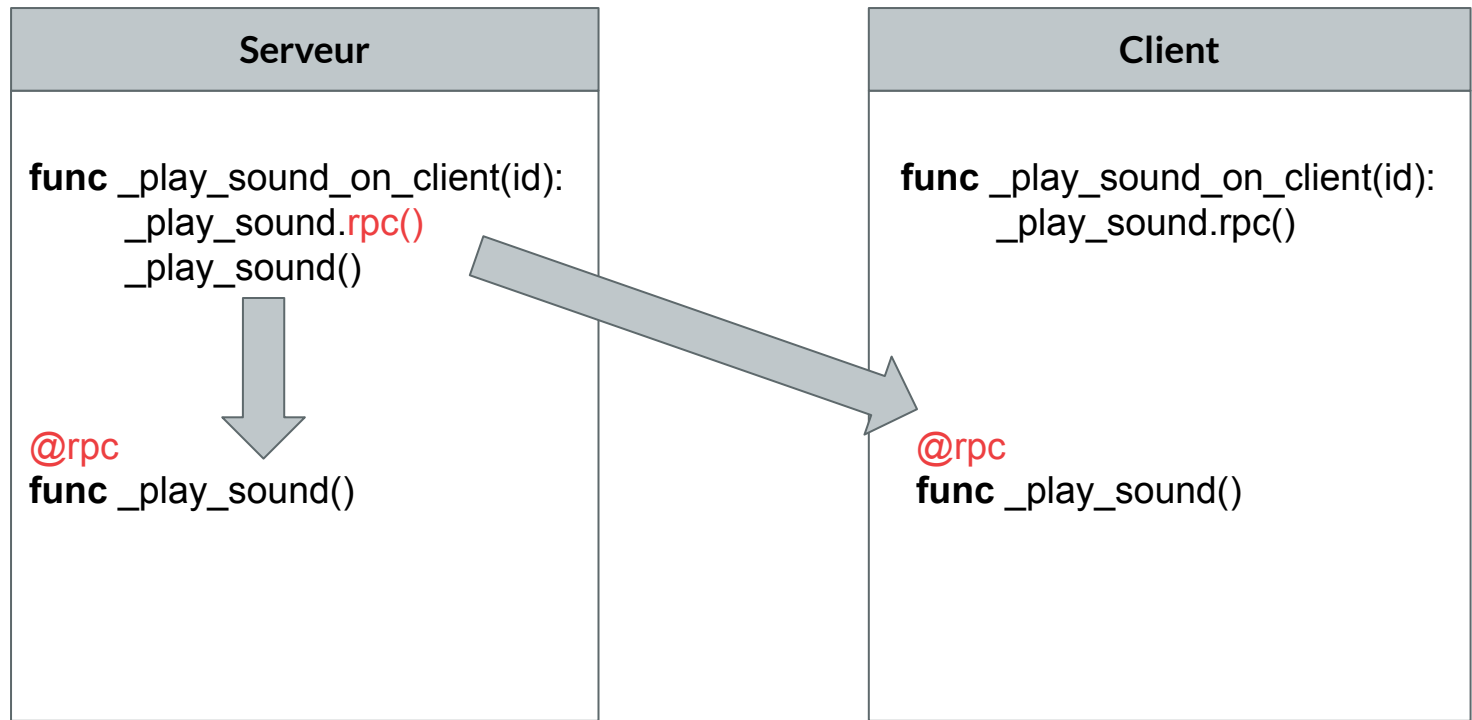 Serveur
func _play_sound_on_client(id):
_play_sound.rpc()
_play_sound()
@rpc
func _play_sound()
Client
func _play_sound_on_client(id):
_play_sound.rpc()
@rpc
func _play_sound()